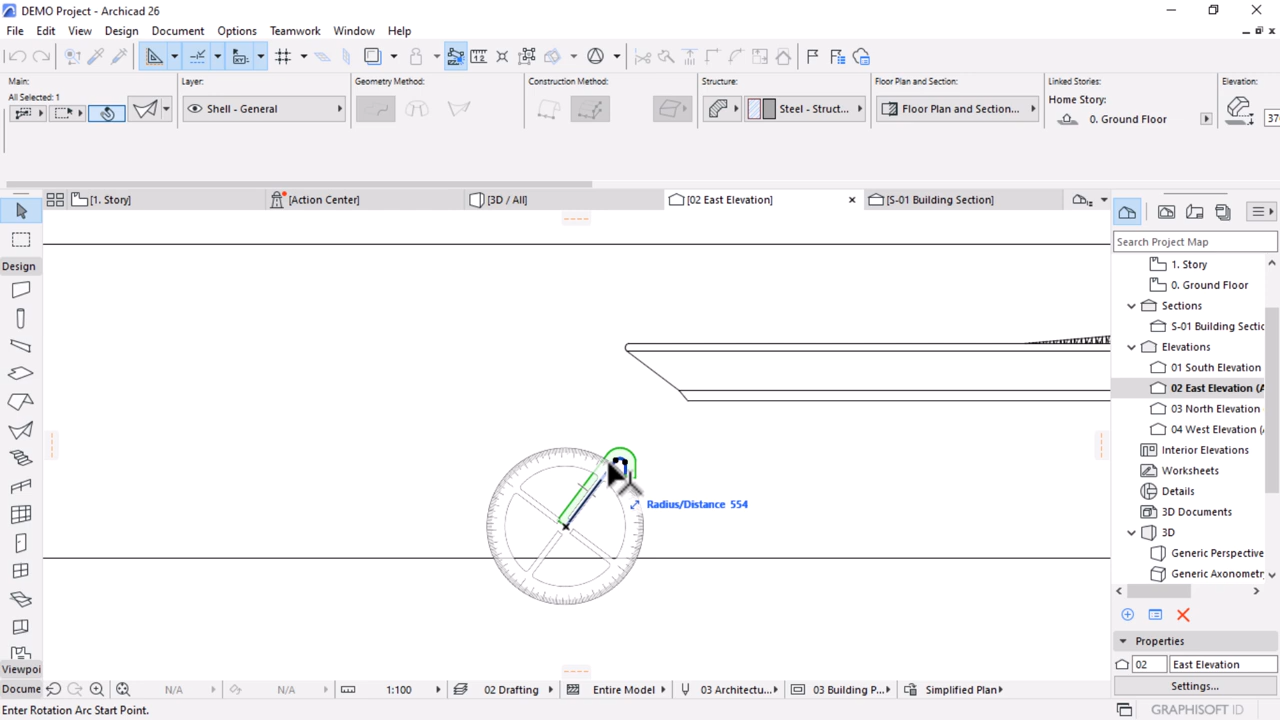 DEMO Project - Archicad 26
File Edit View Design Document Options Teamwork Window Help
Main: Layer: Geometry Method: Construction Method: Structure: Floor Plan and Section: Linked Stories: Elevation:
All Selected: 1
Shell - General
Steel - Struct...
Floor Plan and Section...
Home Story:
0. Ground Floor
[1. Story] [Action Center] [3D / All] [02 East Elevation] [S-01 Building Section]
Design
Search Project Map
1. Story
0. Ground Floor
Sections
S-01 Building Sectio
Elevations
01 South Elevation
02 East Elevation (A
03 North Elevation
04 West Elevation (
Interior Elevations
Worksheets
Details
3D Documents
3D
Generic Perspective
Generic Axonometr
Radius/Distance 554
Properties
02 East Elevation
Settings...
Viewpoi
Docume N/A N/A 1:100 02 Drafting Entire Model 03 Architectu... 03 Building P... Simplified Plan
Enter Rotation Arc Start Point.
GRAPHISOFT ID